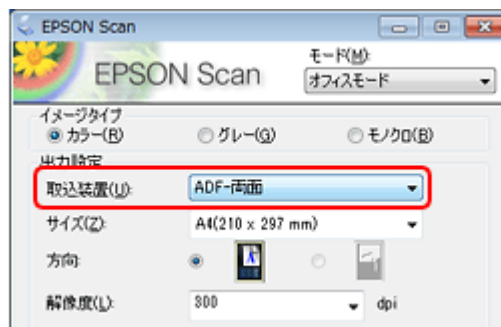 EPSON Scan
EPSON Scan
モード(M):
オフィスモード
イメージタイプ
カラー(R)
グレー(G)
モノクロ(B)
出力設定
取込装置(U):
ADF-両面
サイズ(Z):
A4(210 x 297 mm)
方向:
解像度(L):
300
dpi